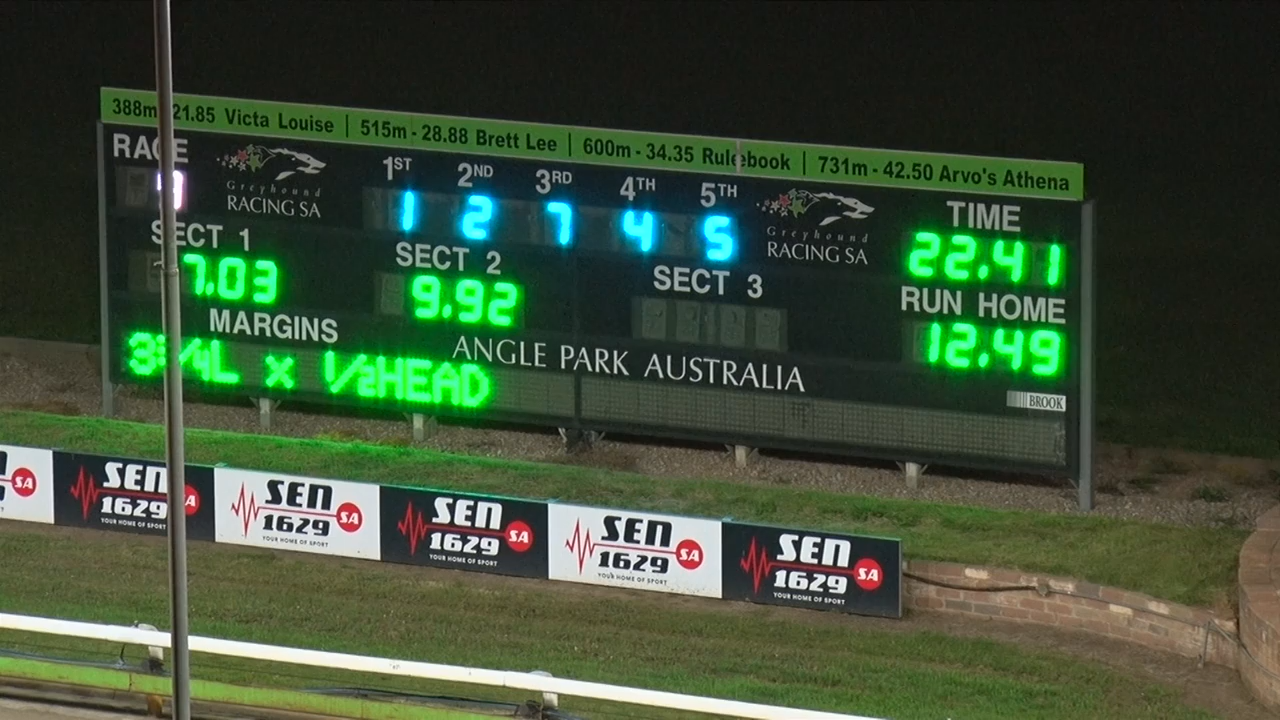 388m 21.85 Victa Louise | 515m - 28.88 Brett Lee | 600m - 34.35 Rulebook | 731m - 42.50 Arvo's Athena
RACE
Greyhound
RACING SA
1ST 2ND 3RD 4TH 5TH
1 2 7 4 5
Greyhound
RACING SA
TIME
22.41
SECT 1
7.03
SECT 2
9.92
SECT 3
RUN HOME
12.49
MARGINS
3 3/4L x 1/2HEAD
ANGLE PARK AUSTRALIA
BROOK
SA
SEN
1629
YOUR HOME OF SPORT
SEN
1629
SA
YOUR HOME OF SPORT
SEN
1629
SA
YOUR HOME OF SPORT
SEN
1629
SA
YOUR HOME OF SPORT
SEN
1629
SA
YOUR HOME OF SPORT